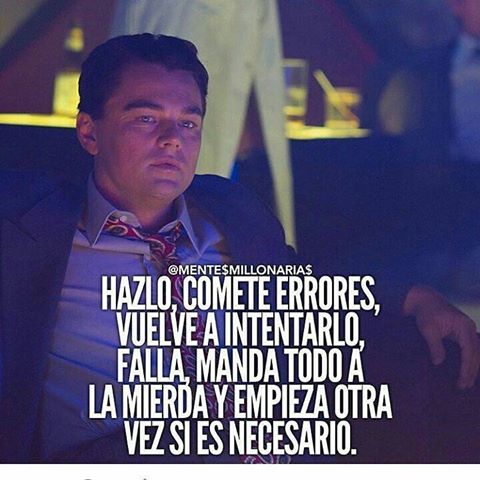 @MENTE$MILLONARIA$
HAZLO, COMETE ERRORES,
VUELVE A INTENTARLO,
FALLA, MANDA TODO A
LA MIERDA Y EMPIEZA OTRA
VEZ SI ES NECESARIO.